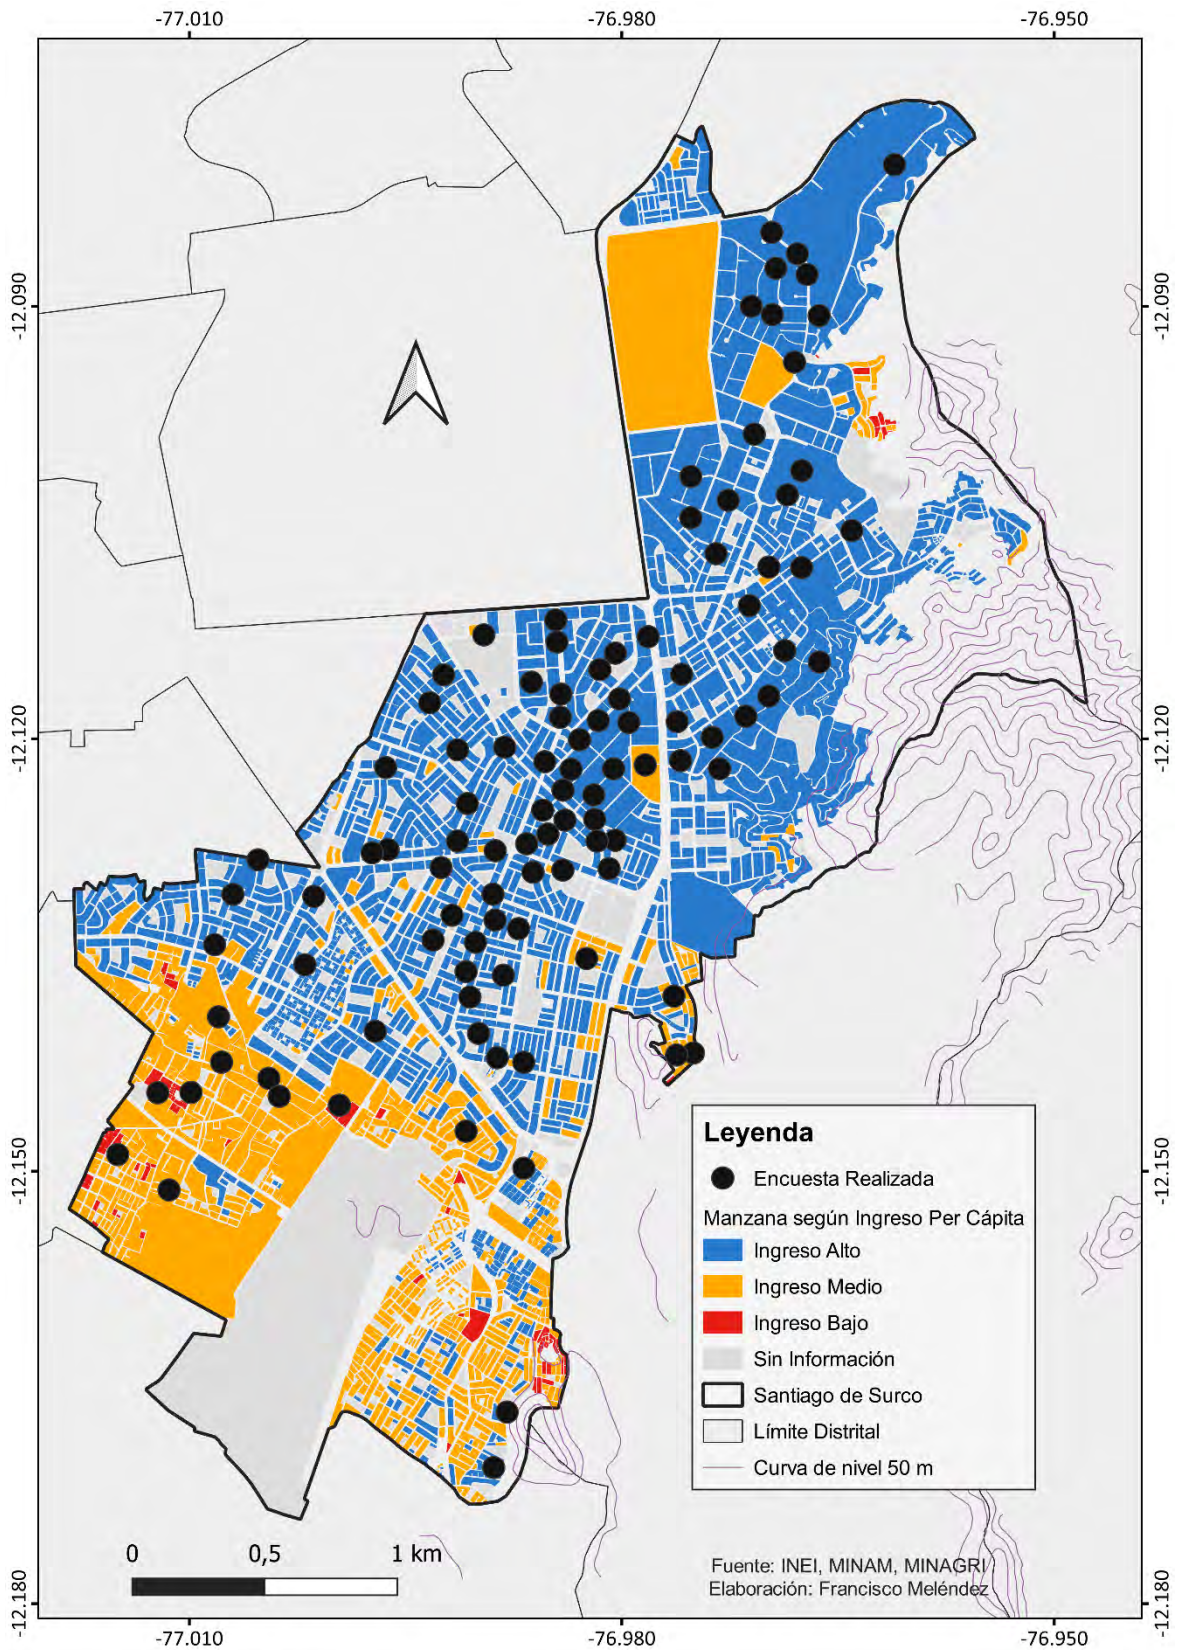 -77.010
-76.980
-76.950
-12.090
-12.090
-12.120
-12.120
-12.150
-12.150
-12.180
-12.180
Leyenda
Encuesta Realizada
Manzana según Ingreso Per Cápita
Ingreso Alto
Ingreso Medio
Ingreso Bajo
Sin Información
Santiago de Surco
Límite Distrital
Curva de nivel 50 m
0 0,5 1 km
Fuente: INEI, MINAM, MINAGRI
Elaboración: Francisco Meléndez
-77.010
-76.980
-76.950